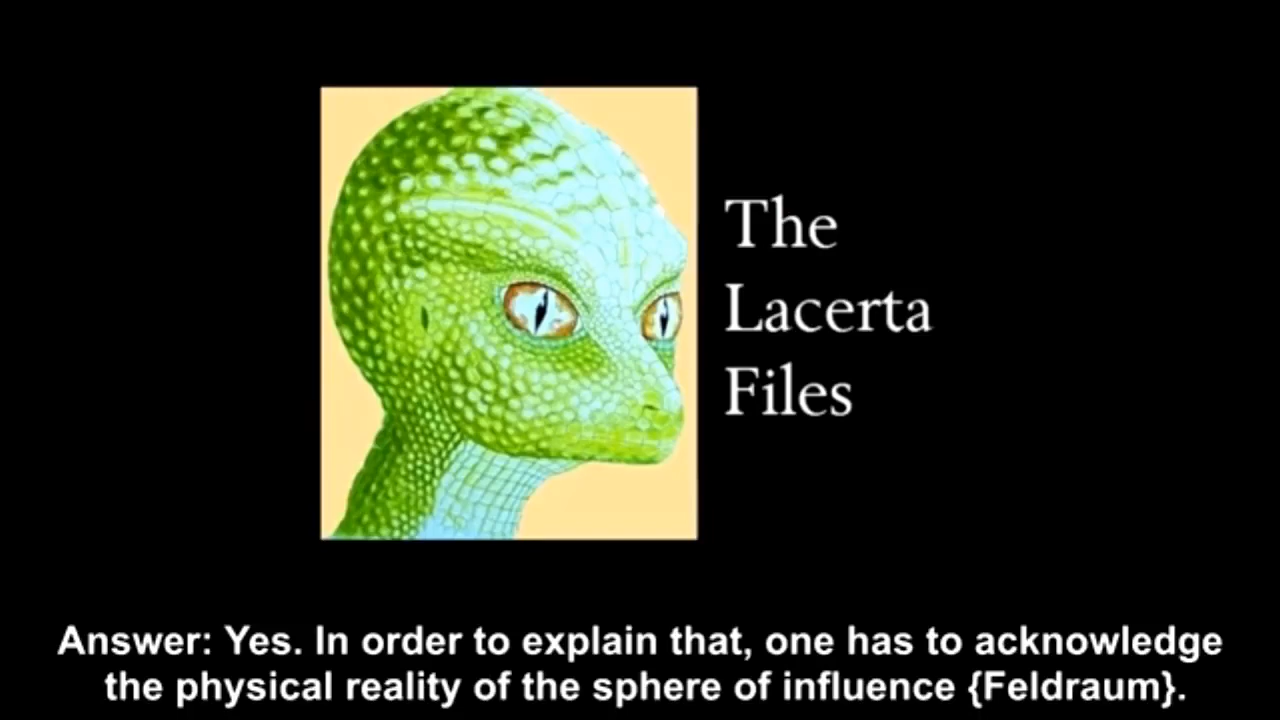 The
Lacerta
Files
Answer: Yes. In order to explain that, one has to acknowledge
the physical reality of the sphere of influence {Feldraum}.